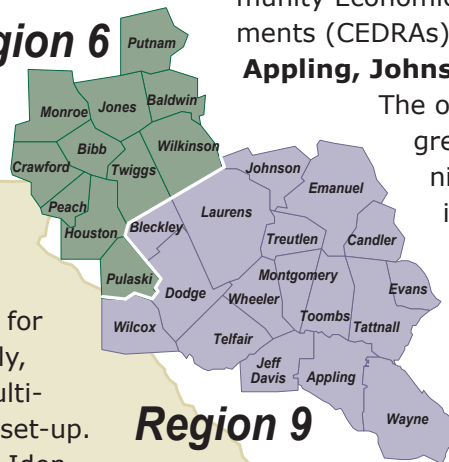 munity Economic
ments (CEDRAs)
Appling, Johns
The o
gre
ni
i
gion 6
Putnam
Monroe
Jones
Baldwin
Bibb
Wilkinson
Crawford
Twiggs
Peach
Houston
Pulaski
Johnson
Emanuel
Laurens
Bleckley
Treutlen
Candler
Montgomery
Evans
Dodge
Wheeler
Toombs
Tattnall
Wilcox
Telfair
Jeff
Davis
Appling
Wayne
for
ly,
ulti-
set-up.
Iden
Region 9